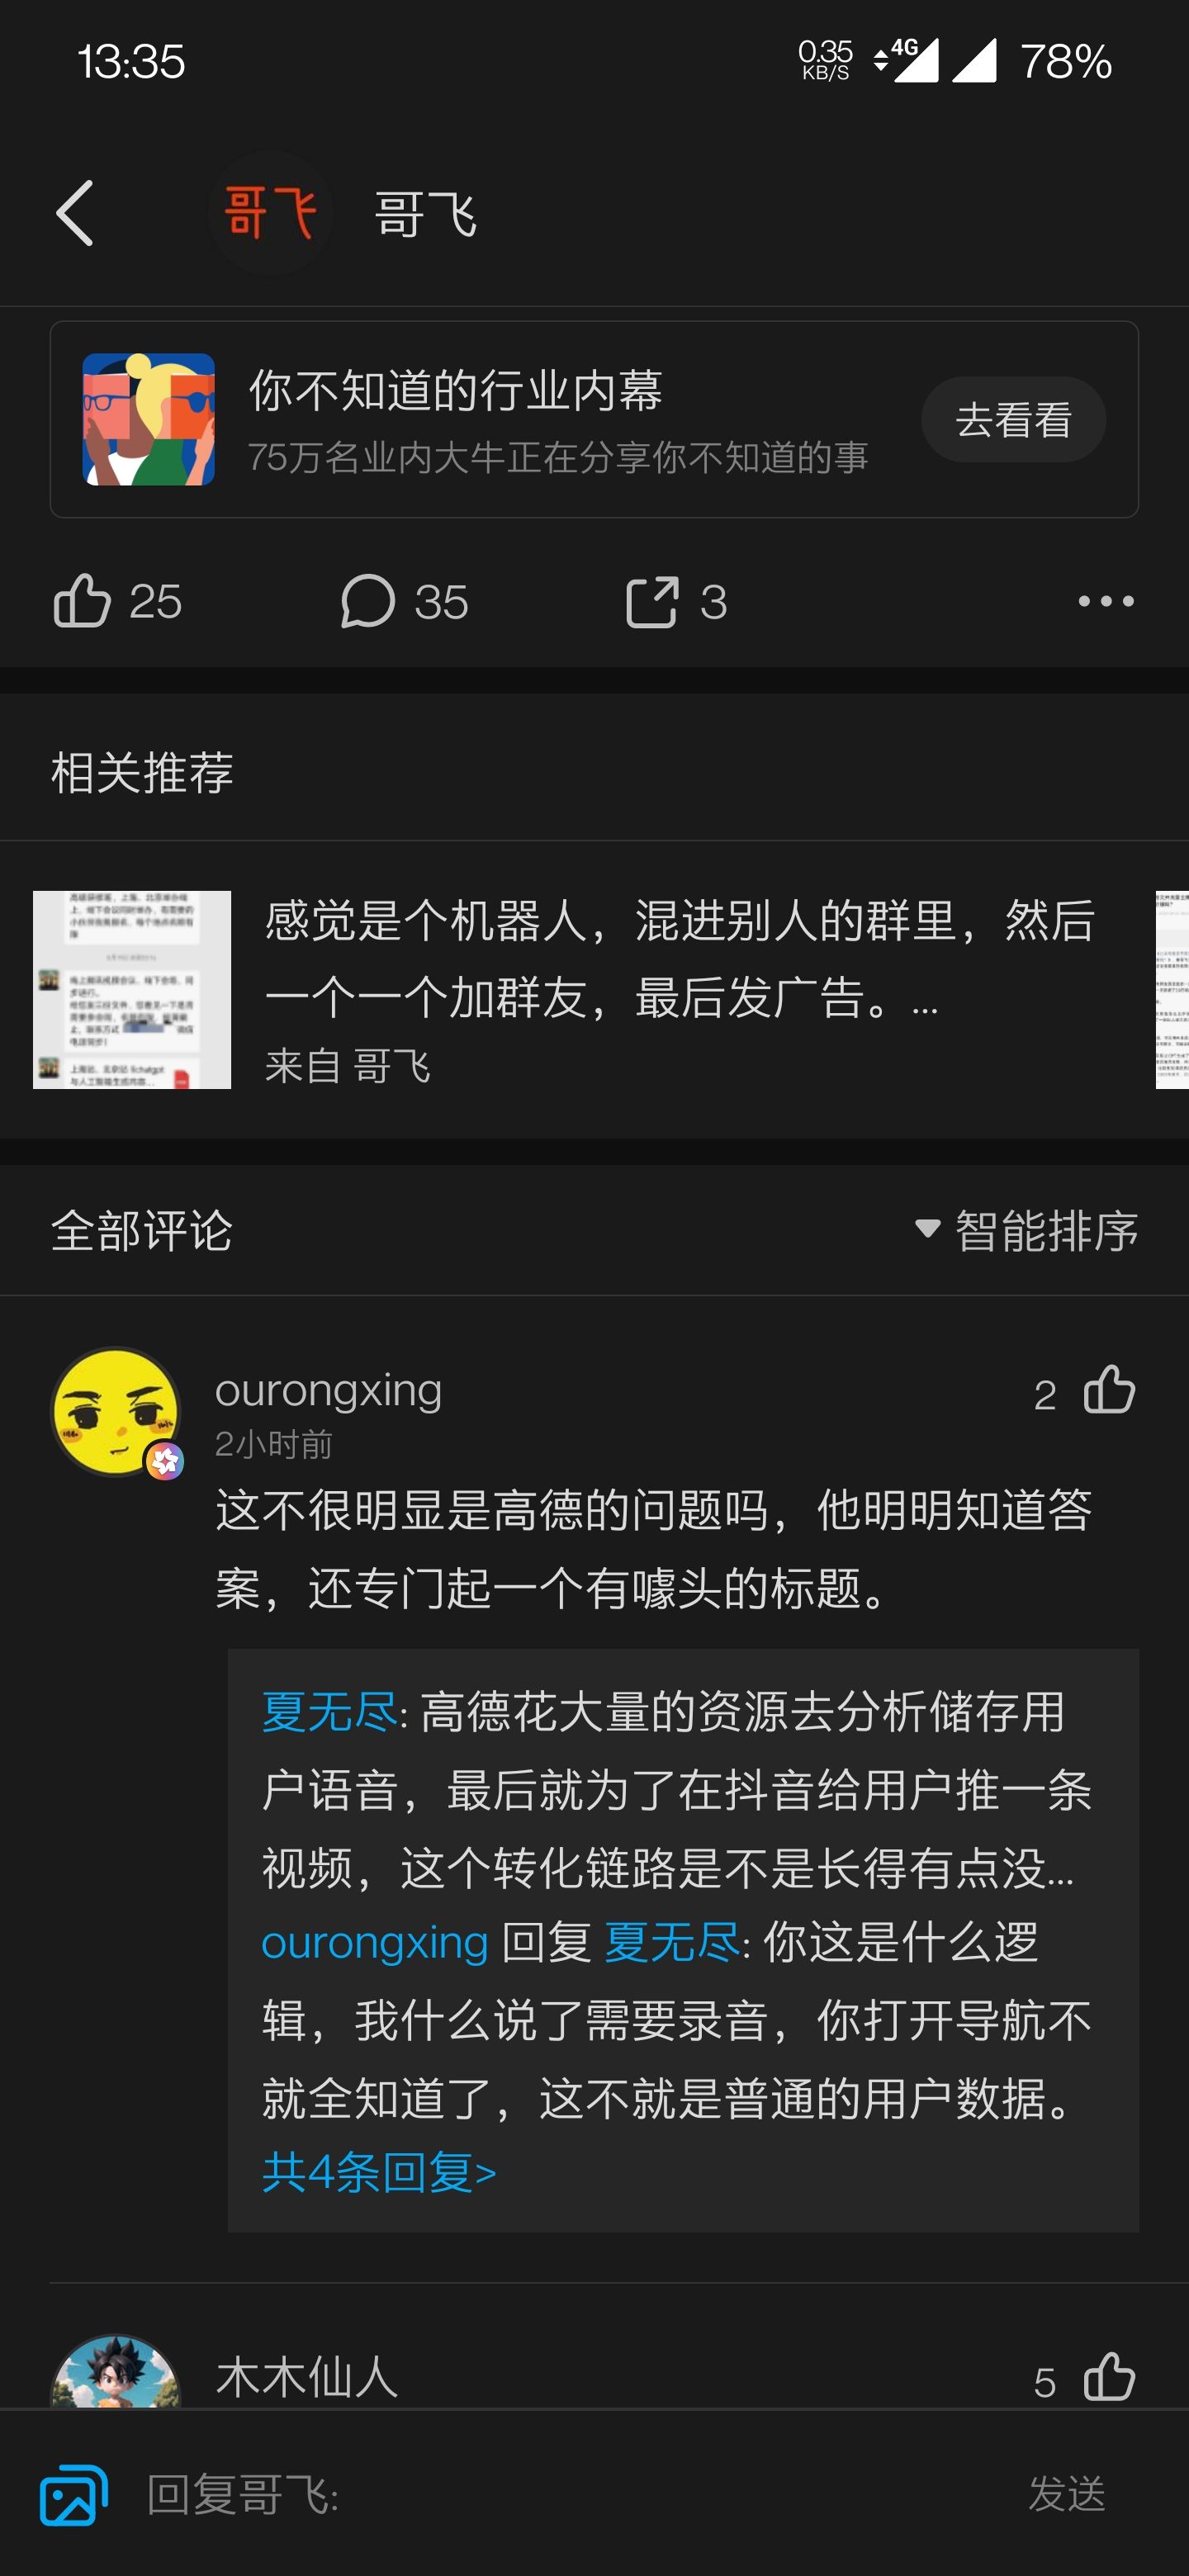 13:35
0.35
KB/S
4G
78%
哥飞
哥飞
你不知道的行业内幕
75万名业内大牛正在分享你不知道的事
去看看
25
35
3
相关推荐
感觉是个机器人，混进别人的群里，然后
一个一个加群友，最后发广告。...
来自 哥飞
全部评论
智能排序
ourongxing
2
2小时前
这不很明显是高德的问题吗，他明明知道答
案，还专门起一个有噱头的标题。
夏无尽: 高德花大量的资源去分析储存用
户语音，最后就为了在抖音给用户推一条
视频，这个转化链路是不是长得有点没...
ourongxing 回复 夏无尽: 你这是什么逻
辑，我什么说了需要录音，你打开导航不
就全知道了，这不就是普通的用户数据。
共4条回复>
木木仙人
5
回复哥飞:
发送